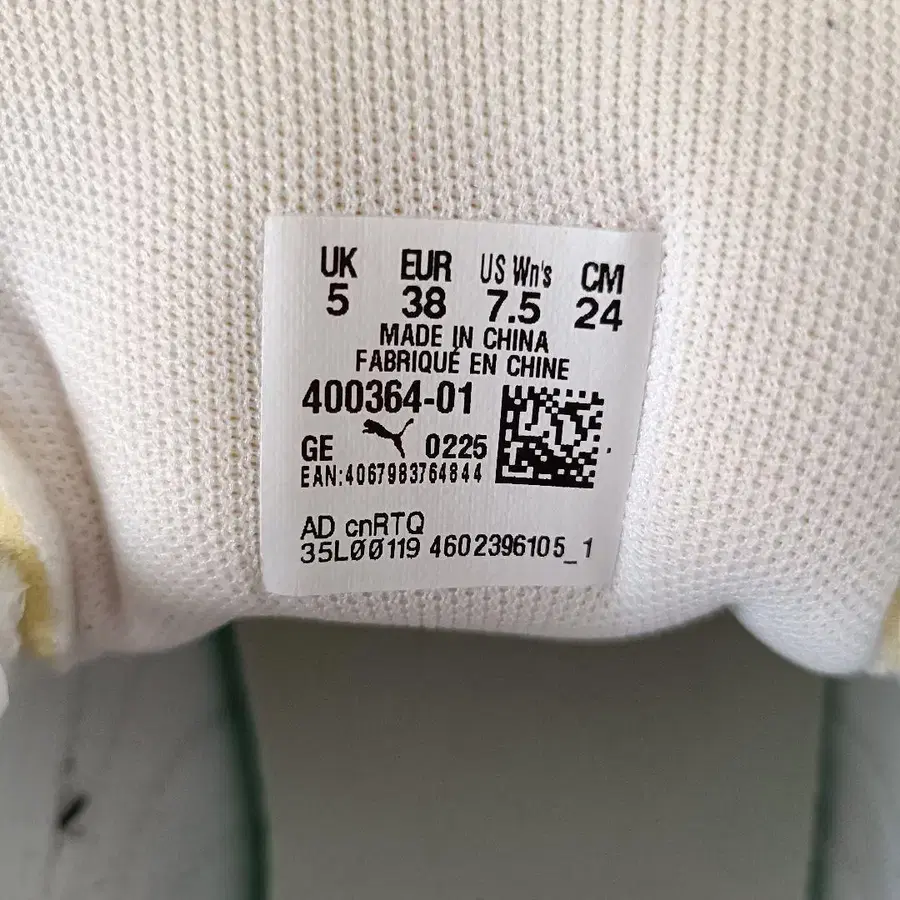 UK EUR US Wn's CM
5 38 7.5 24
MADE IN CHINA
FABRIQUÉ EN CHINE
400364-01
GE 0225
EAN:4067983764844
AD cnRTQ
35L00119 4602396105_1